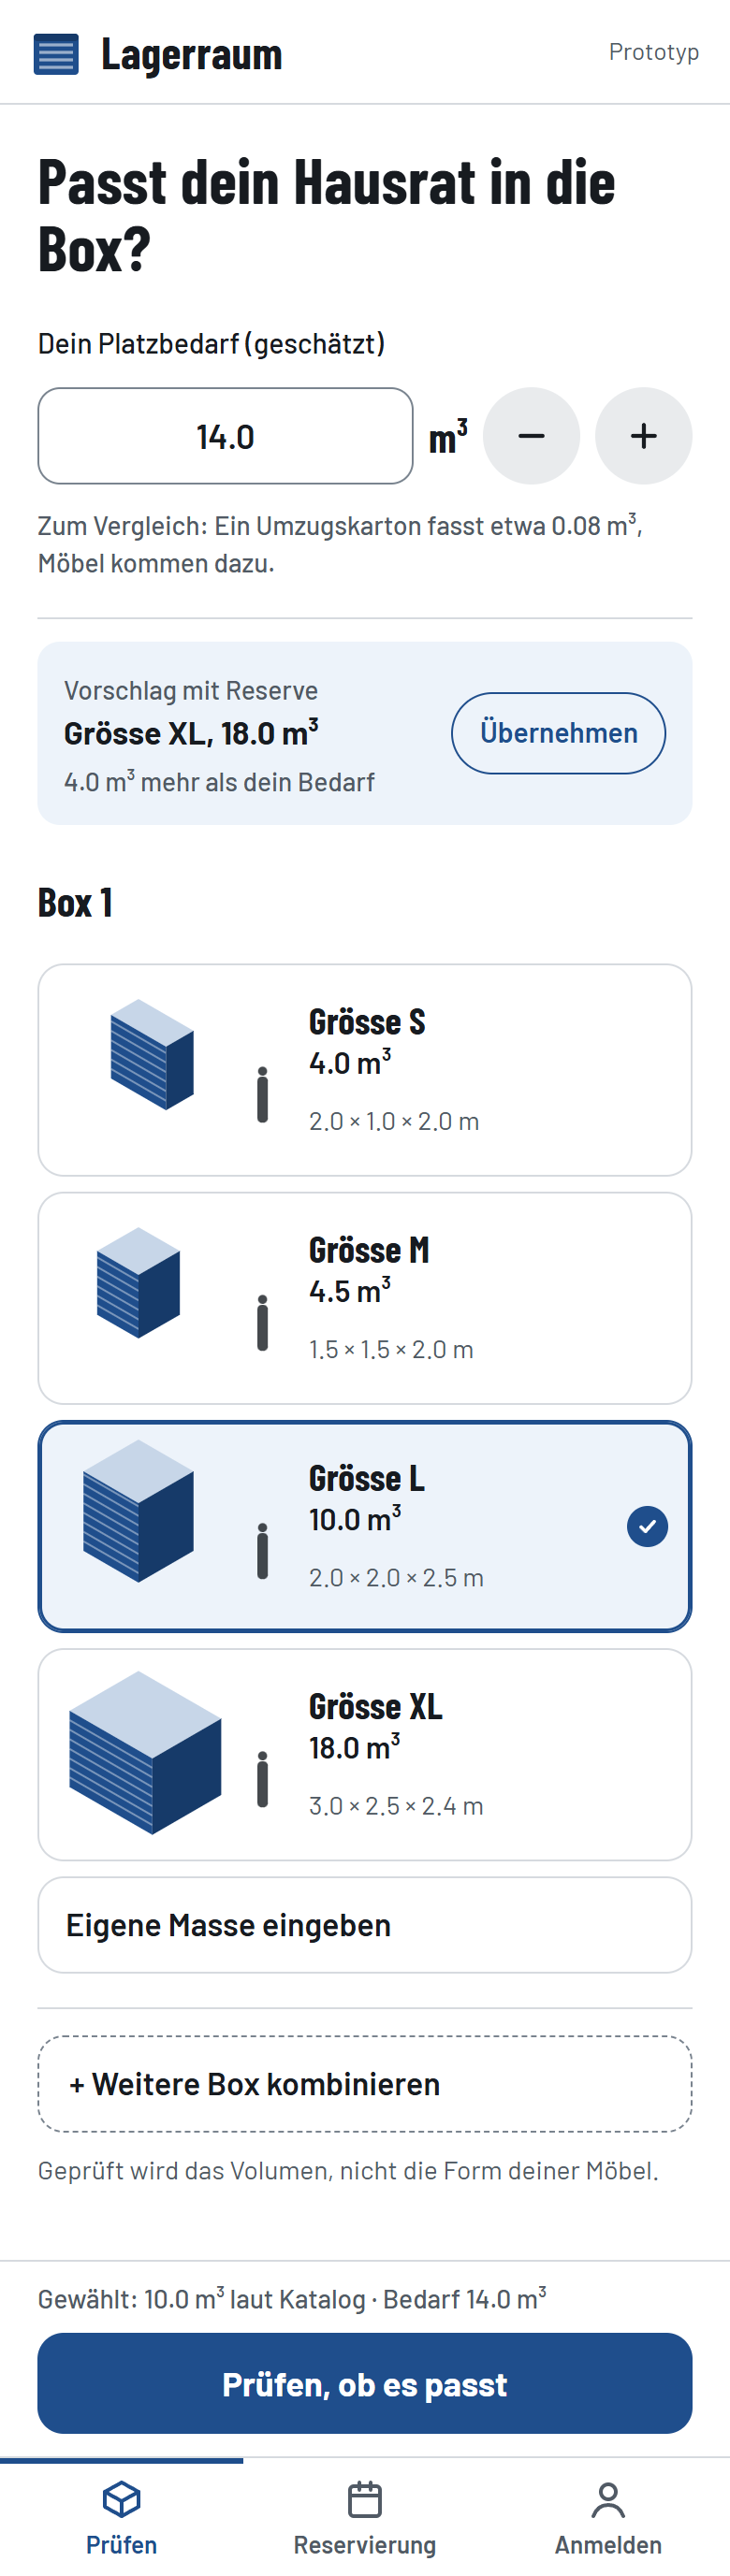 Lagerraum
Prototyp
Passt dein Hausrat in die
Box?
Dein Platzbedarf (geschätzt)
14.0
m³
−
+
Zum Vergleich: Ein Umzugskarton fasst etwa 0.08 m³,
Möbel kommen dazu.
Vorschlag mit Reserve
Grösse XL, 18.0 m³
4.0 m³ mehr als dein Bedarf
Übernehmen
Box 1
Grösse S
4.0 m³
2.0 × 1.0 × 2.0 m
Grösse M
4.5 m³
1.5 × 1.5 × 2.0 m
Grösse L
10.0 m³
2.0 × 2.0 × 2.5 m
Grösse XL
18.0 m³
3.0 × 2.5 × 2.4 m
Eigene Masse eingeben
+ Weitere Box kombinieren
Geprüft wird das Volumen, nicht die Form deiner Möbel.
Gewählt: 10.0 m³ laut Katalog · Bedarf 14.0 m³
Prüfen, ob es passt
Prüfen
Reservierung
Anmelden